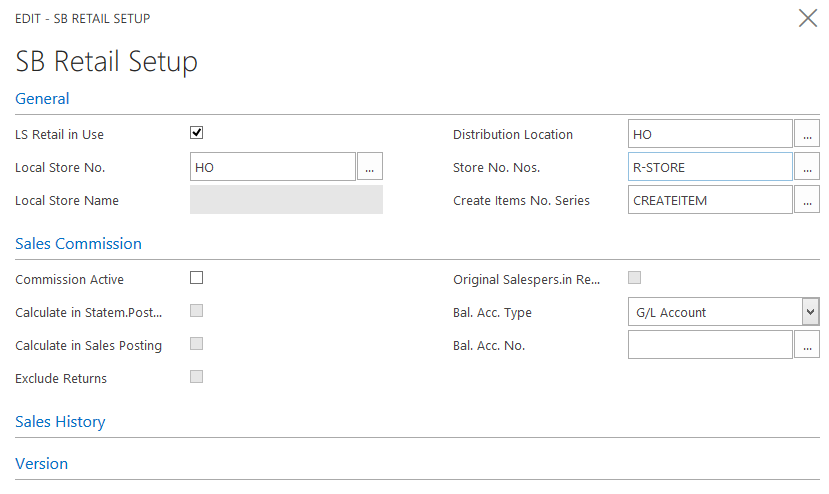 EDIT - SB RETAIL SETUP
SB Retail Setup
General
LS Retail in Use
Distribution Location HO ...
Local Store No. HO ...
Store No. Nos. R-STORE ...
Local Store Name
Create Items No. Series CREATEITEM ...
Sales Commission
Commission Active
Original Salespers.in Re...
Calculate in Statem.Post...
Bal. Acc. Type G/L Account
Calculate in Sales Posting
Bal. Acc. No. ...
Exclude Returns
Sales History
Version